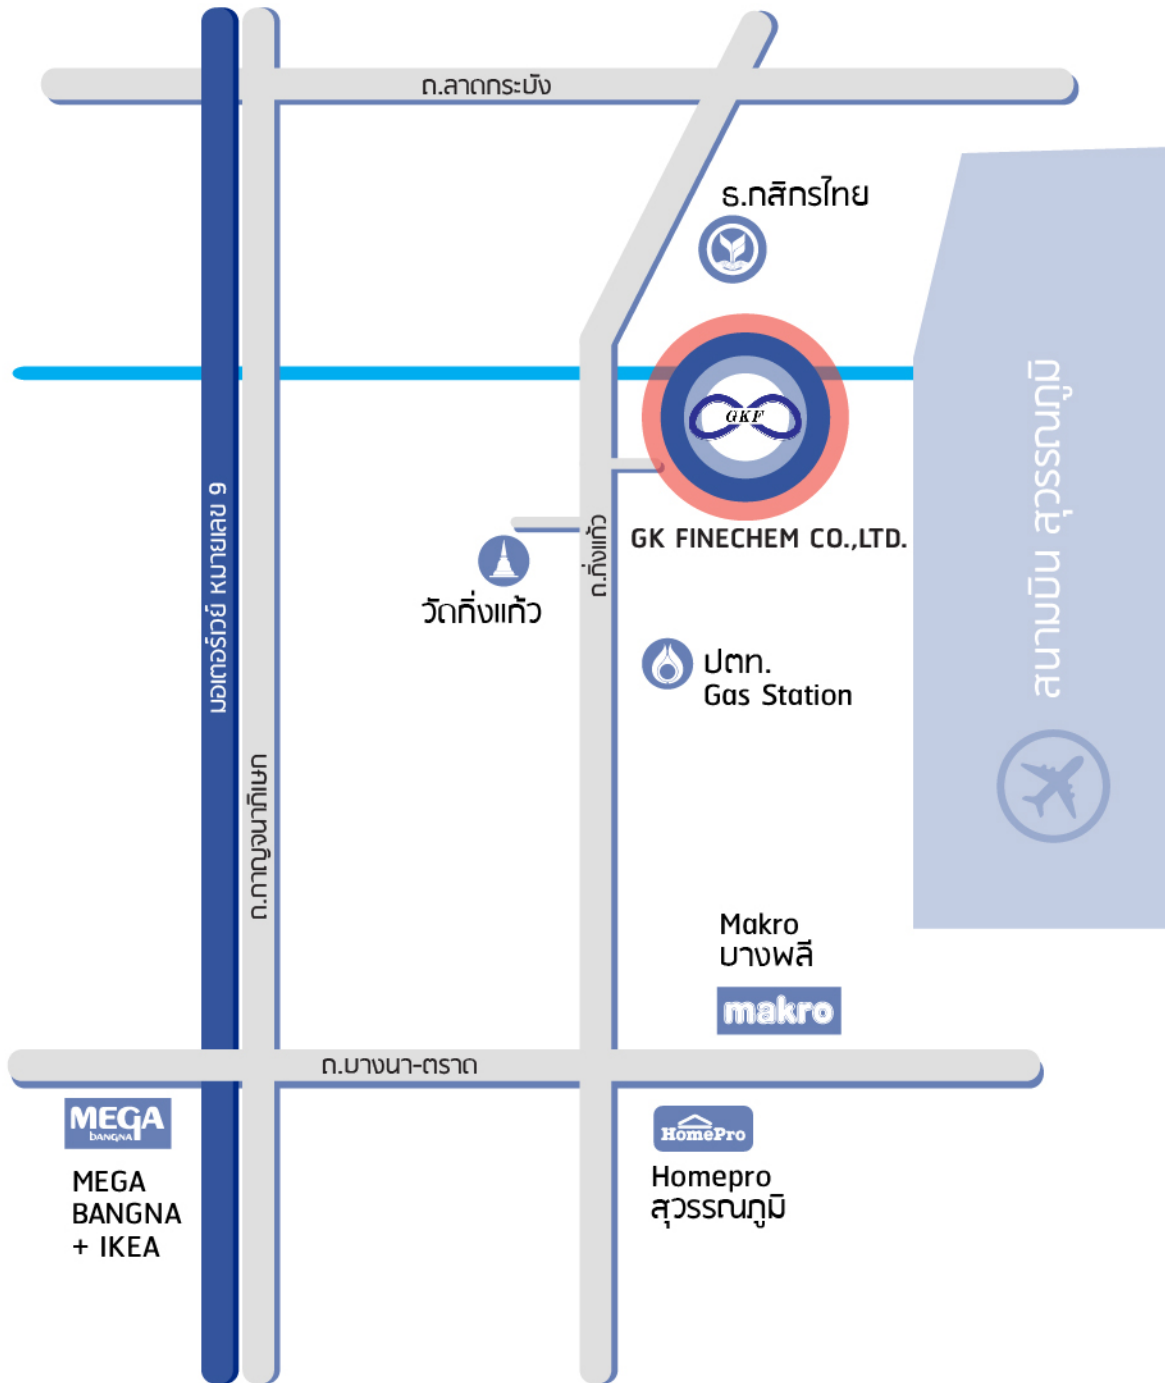 ถ.ลาดกระบัง
ธ.กสิกรไทย
GKF
GK FINECHEM CO.,LTD.
สนามบิน สุวรรณภูมิ
มอเตอร์เวย์ หมายเลข 9
ถ.กิ่งแก้ว
วัดกิ่งแก้ว
ปตท.
Gas Station
ถ.กาญจนาภิเษก
Makro
บางพลี
makro
ถ.บางนา-ตราด
MEGA
BANGNA
MEGA
BANGNA
+ IKEA
HomePro
Homepro
สุวรรณภูมิ